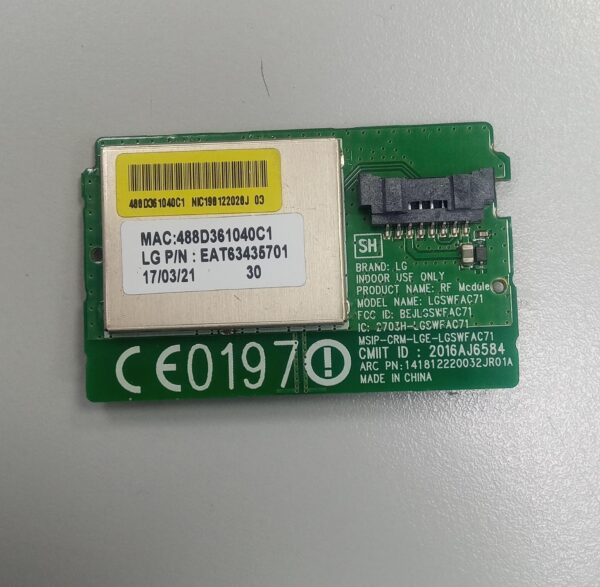 488D361040C1 NIC198122028J 03
MAC:488D361040C1
LG P/N : EAT63435701
17/03/21 30
SH
BRAND: LG
INDOOR USF ONLY
PRODUCT NAME: RF Module
MODEL NAME: LGSWFAC71
FCC ID: BEJLGSWFAC71
IC: 2703H-LGSWFAC71
MSIP-CRM-LGE-LGSWFAC71
CMIIT ID : 2016AJ6584
ARC PN:141812220032JR01A
MADE IN CHINA
CE0197!